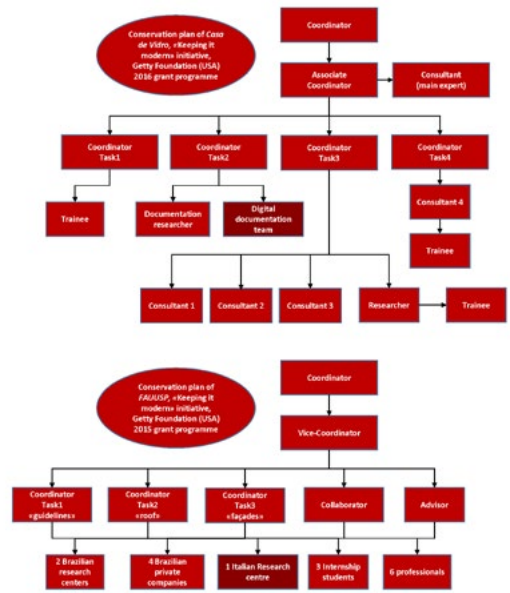 Conservation plan of Casa
de Vidro, «Keeping it
modern» initiative,
Getty Foundation (USA)
2016 grant programme
Coordinator
Associate
Coordinator
Consultant
(main expert)
Coordinator
Task1
Coordinator
Task2
Coordinator
Task3
Coordinator
Task4
Trainee
Documentation
researcher
Digital
documentation
team
Consultant 4
Trainee
Consultant 1
Consultant 2
Consultant 3
Researcher
Trainee
Conservation plan of
FAUUSP, «Keeping it
modern» initiative,
Getty Foundation (USA)
2015 grant programme
Coordinator
Vice-Coordinator
Coordinator
Task1
«guidelines»
Coordinator
Task2
«roof»
Coordinator
Task3
«façades»
Collaborator
Advisor
2 Brazilian
research
centers
4 Brazilian
private
companies
1 Italian Research
centre
3 Internship
students
6 professionals